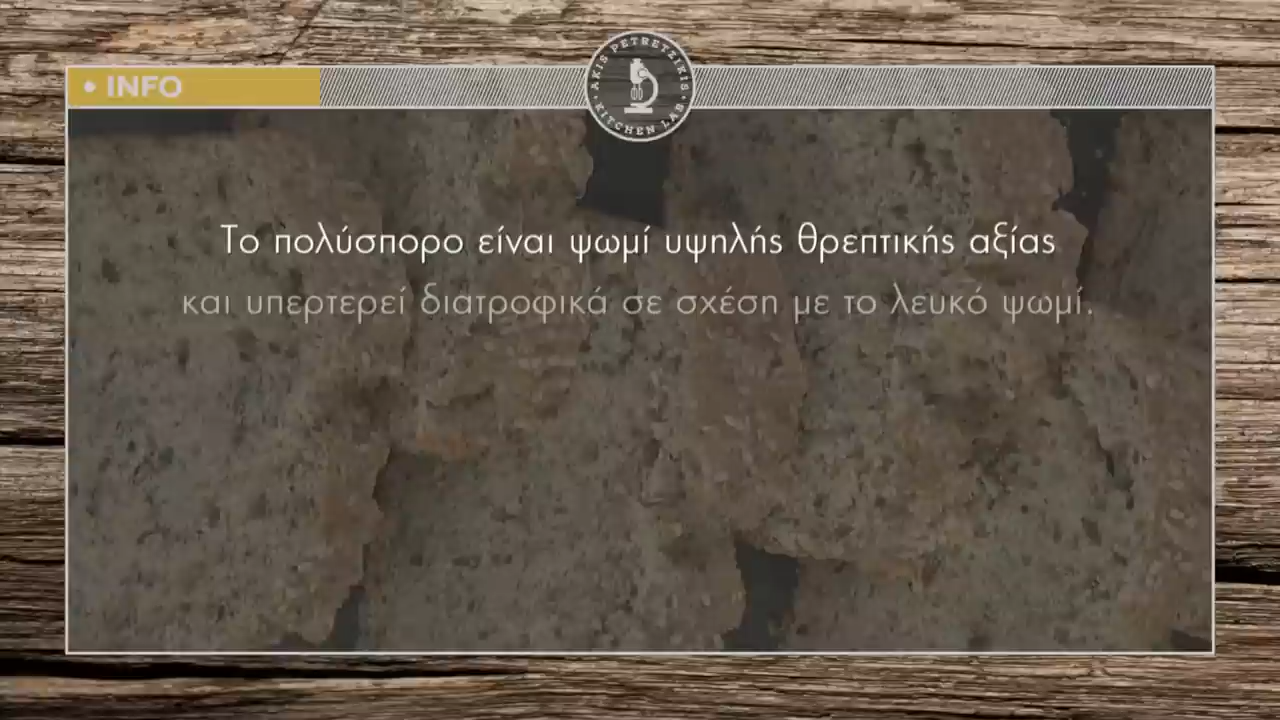 • INFO
AKIS PETRETZIKIS
• KITCHEN LAB •
Το πολύσπορο είναι ψωμί υψηλής θρεπτικής αξίας
και υπερτερεί διατροφικά σε σχέση με το λευκό ψωμί.